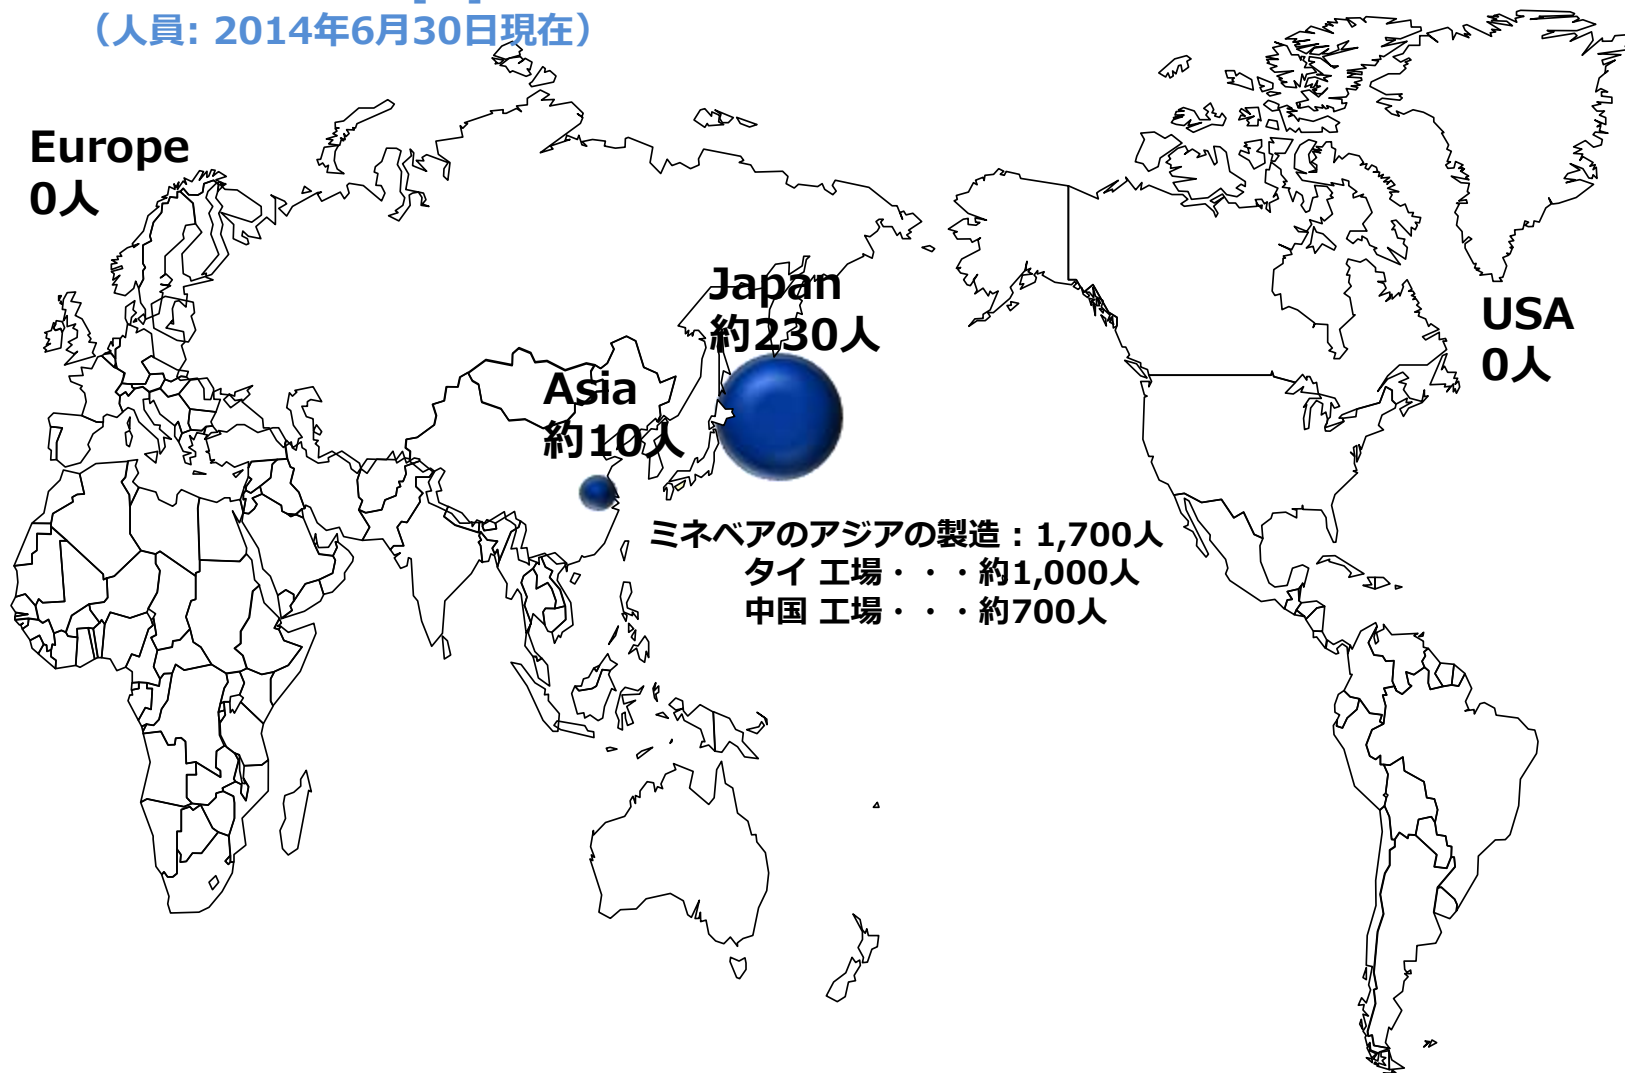 （人員: 2014年6月30日現在）
Europe
0人
Japan
約230人
USA
0人
Asia
約10人
ミネベアのアジアの製造：1,700人
タイ 工場・・・約1,000人
中国 工場・・・約700人